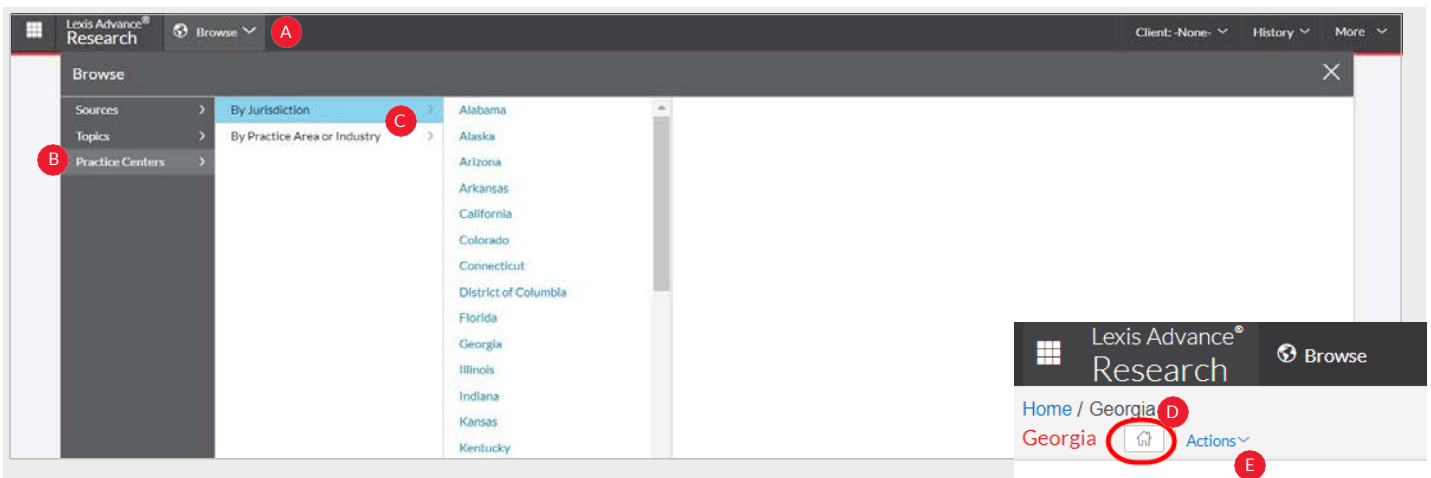 Lexis Advance®
Research
Browse
A
Client: -None-
History
More
Browse
Sources
Topics
B
Practice Centers
By Jurisdiction
C
By Practice Area or Industry
Alabama
Alaska
Arizona
Arkansas
California
Colorado
Connecticut
District of Columbia
Florida
Georgia
Illinois
Indiana
Kansas
Kentucky
Lexis Advance®
Research
Browse
Home / Georgia
D
Georgia
Actions
E